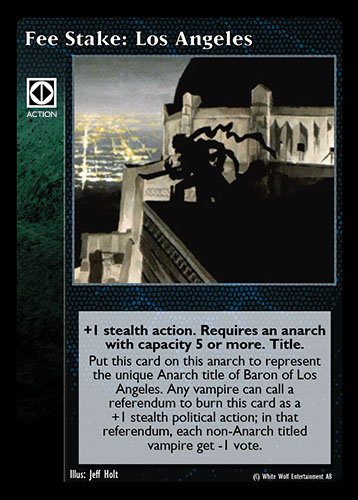 Fee Stake: Los Angeles
ACTION
+1 stealth action. Requires an anarch
with capacity 5 or more. Title.
Put this card on this anarch to represent
the unique Anarch title of Baron of Los
Angeles. Any vampire can call a
referendum to burn this card as a
+1 stealth political action; in that
referendum, each non-Anarch titled
vampire get -1 vote.
Illus: Jeff Holt
(C) White Wolf Entertainment AB